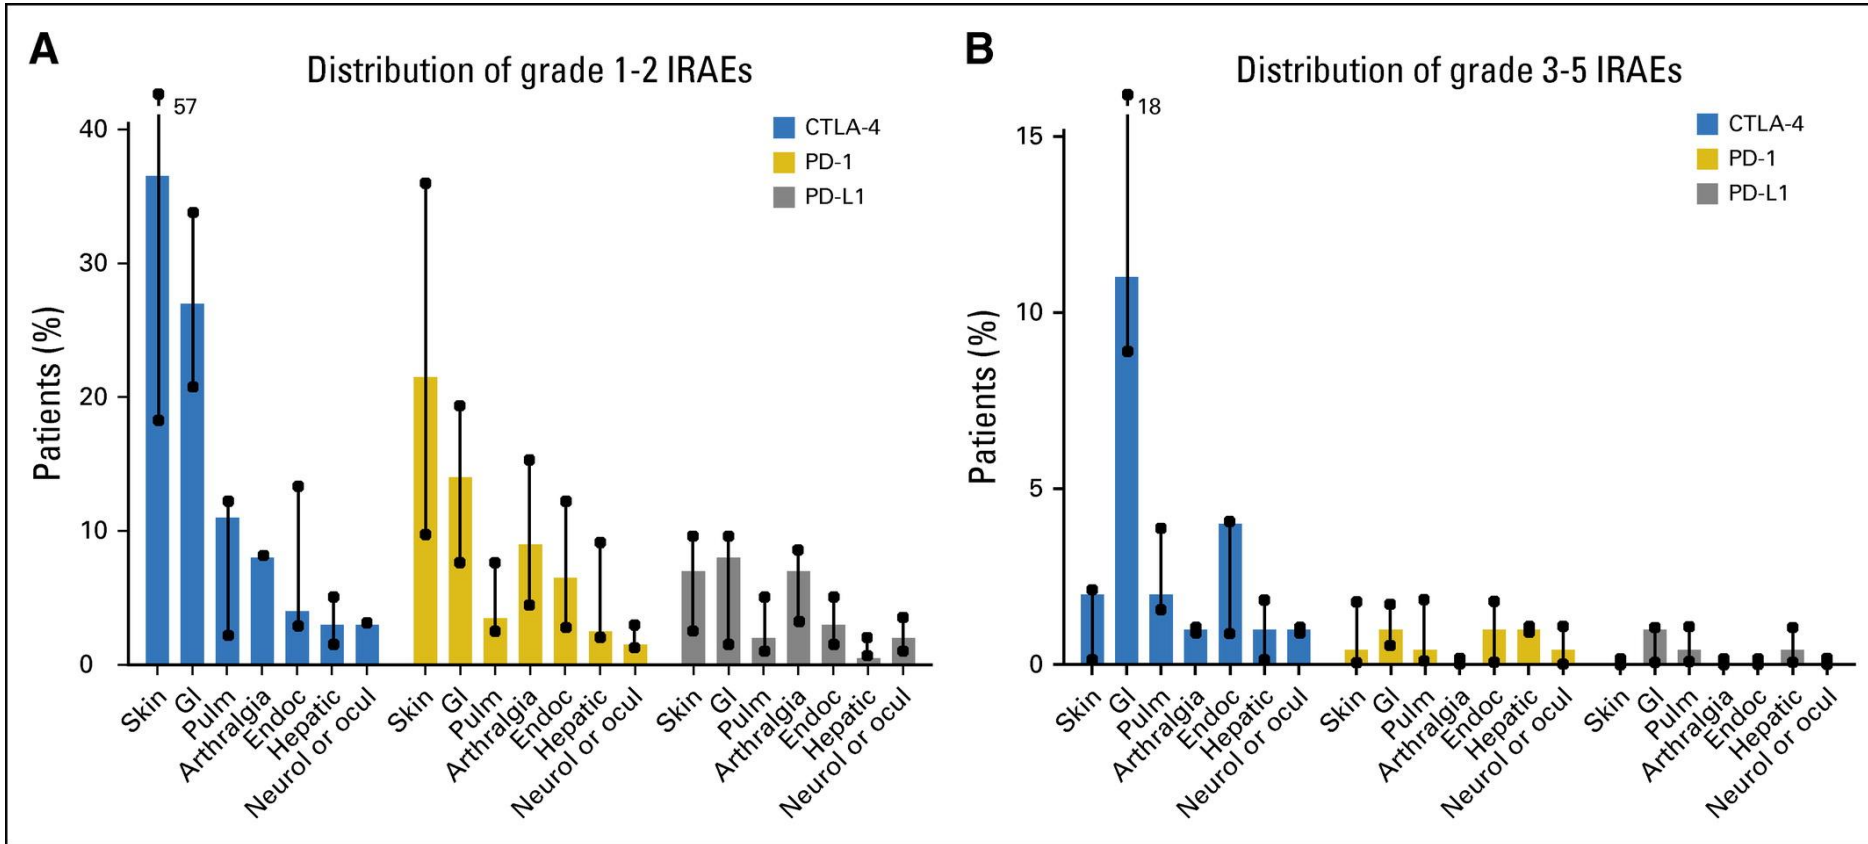 A
Distribution of grade 1-2 IRAEs
57
CTLA-4
PD-1
PD-L1
Patients (%)
40
30
20
10
0
Skin
GI
Pulm
Arthralgia
Endoc
Hepatic
Neurol or ocul
Skin
GI
Pulm
Arthralgia
Endoc
Hepatic
Neurol or ocul
Skin
GI
Pulm
Arthralgia
Endoc
Hepatic
Neurol or ocul
B
Distribution of grade 3-5 IRAEs
18
CTLA-4
PD-1
PD-L1
Patients (%)
15
10
5
0
Skin
GI
Pulm
Arthralgia
Endoc
Hepatic
Neurol or ocul
Skin
GI
Pulm
Arthralgia
Endoc
Hepatic
Neurol or ocul
Skin
GI
Pulm
Arthralgia
Endoc
Hepatic
Neurol or ocul